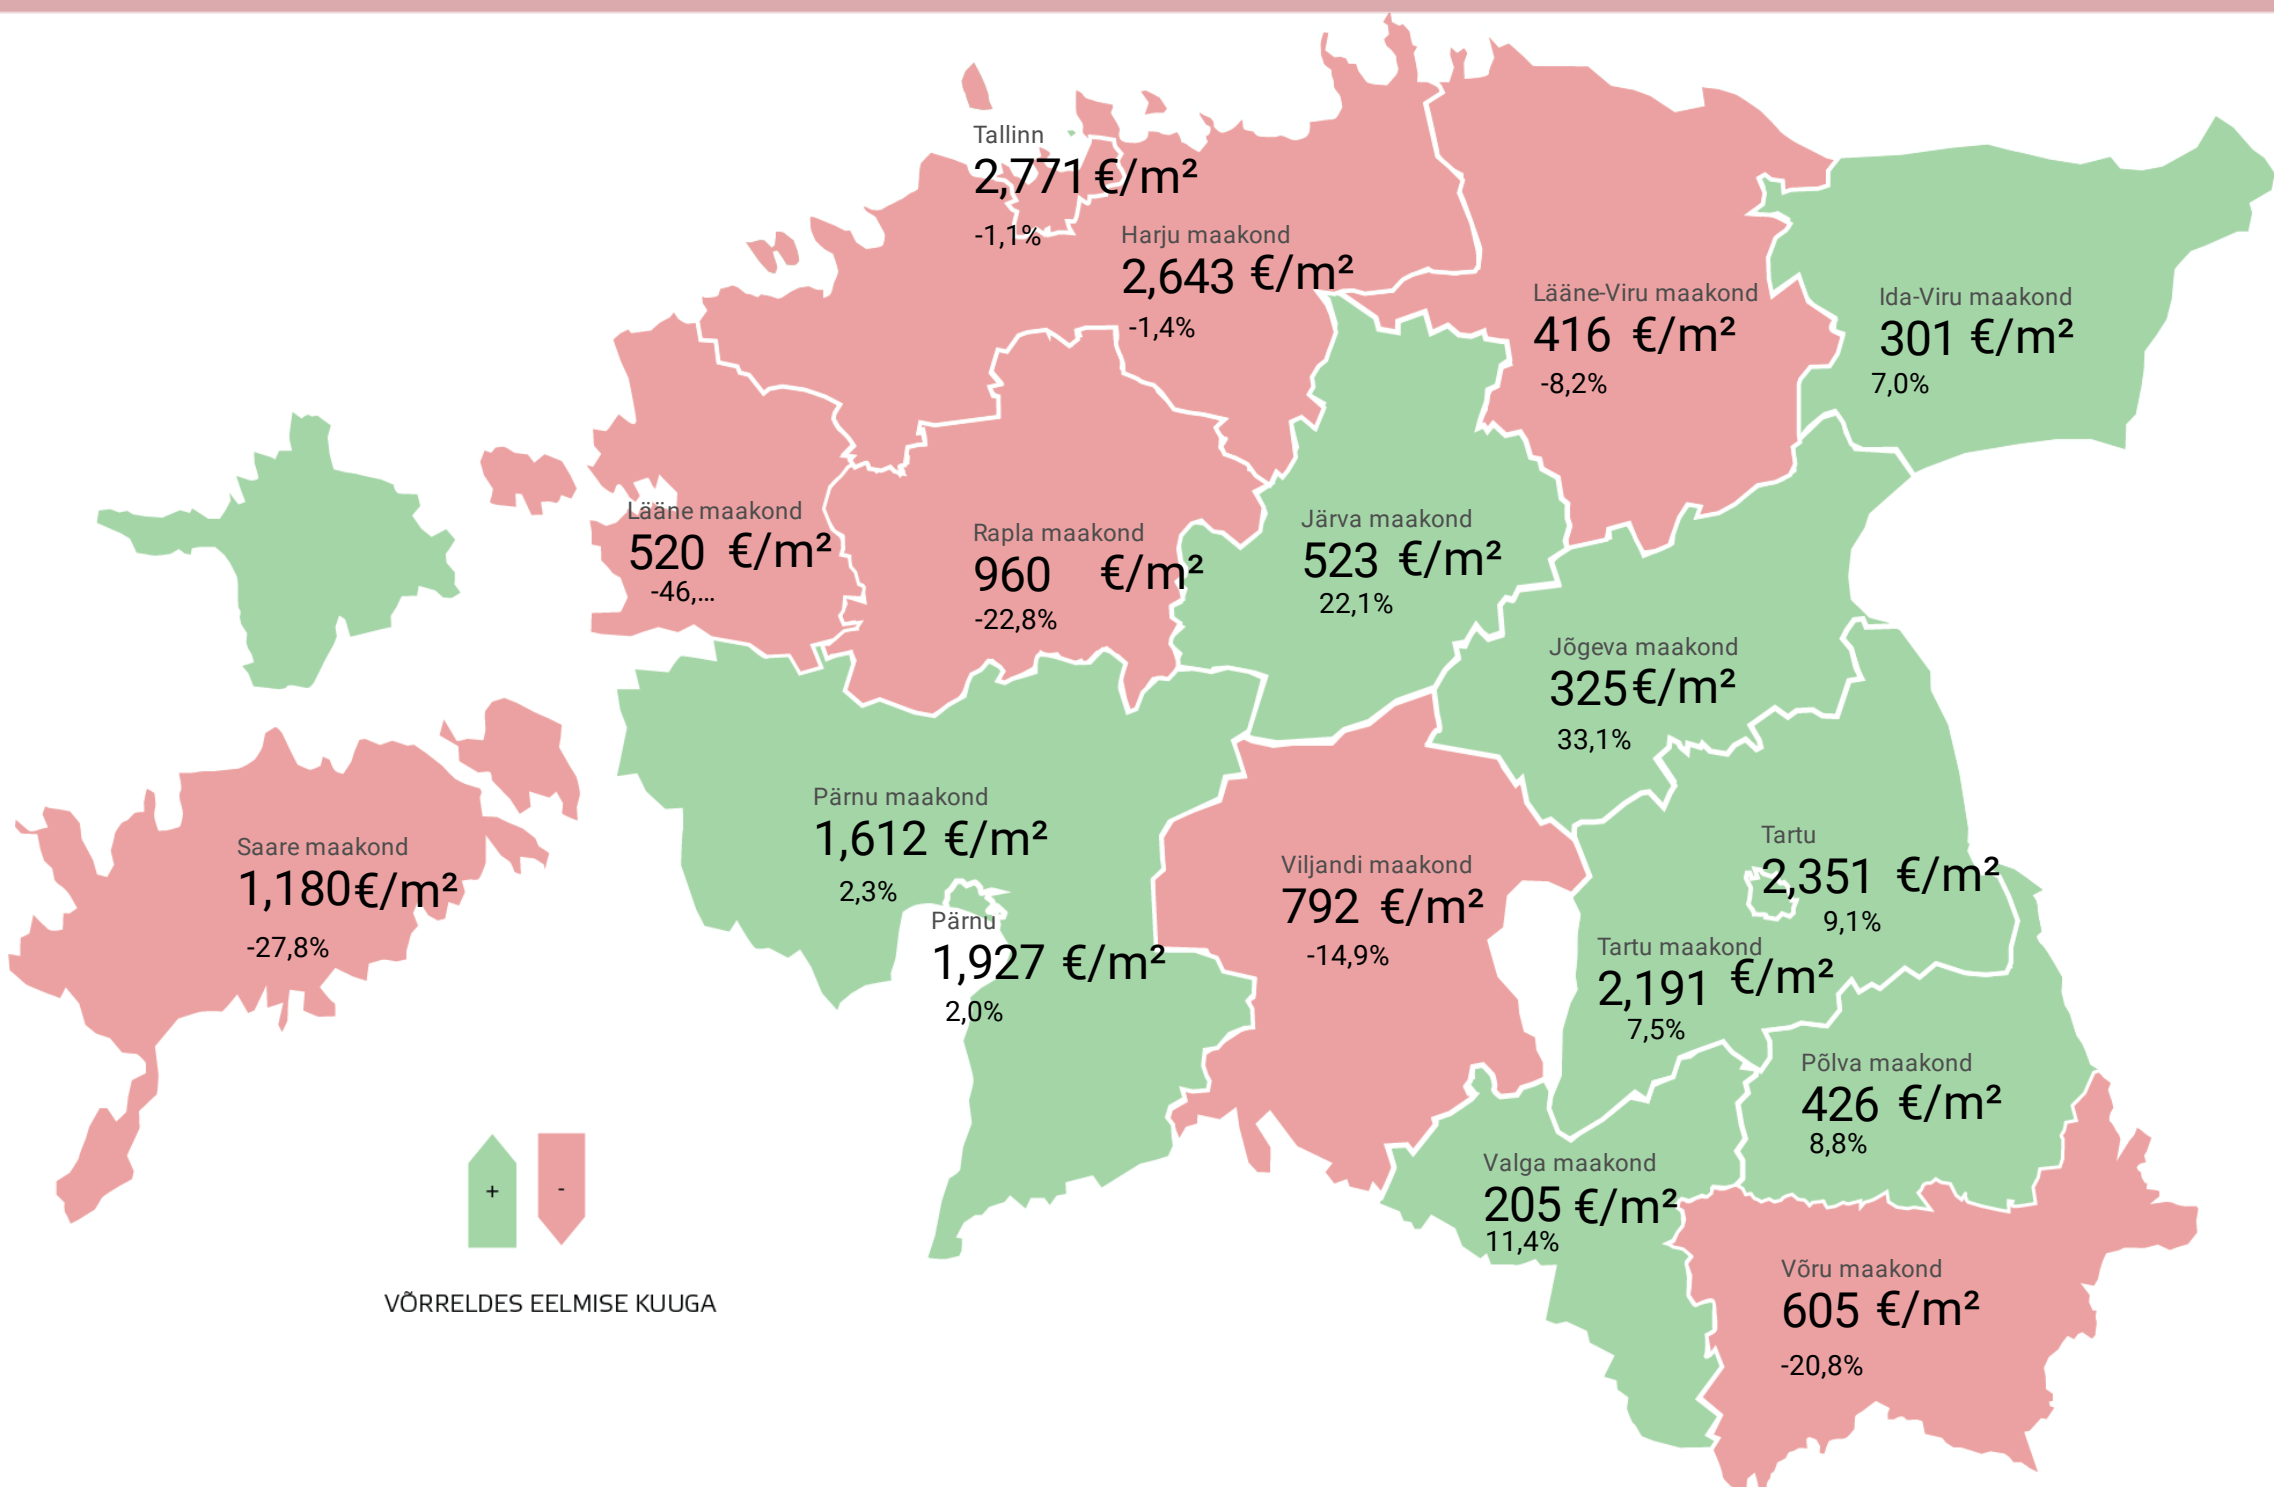 Tallinn
2,771 €/m²
-1,1%
Harju maakond
2,643 €/m²
-1,4%
Lääne-Viru maakond
416 €/m²
-8,2%
Ida-Viru maakond
301 €/m²
7,0%
Lääne maakond
520 €/m²
-46,...
Rapla maakond
960 €/m²
-22,8%
Järva maakond
523 €/m²
22,1%
Jõgeva maakond
325 €/m²
33,1%
Saare maakond
1,180 €/m²
-27,8%
Pärnu maakond
1,612 €/m²
2,3%
Pärnu
1,927 €/m²
2,0%
Viljandi maakond
792 €/m²
-14,9%
Tartu
2,351 €/m²
9,1%
Tartu maakond
2,191 €/m²
7,5%
Põlva maakond
426 €/m²
8,8%
Valga maakond
205 €/m²
11,4%
Võru maakond
605 €/m²
-20,8%
+ -
VÕRRELDES EELMISE KUUGA